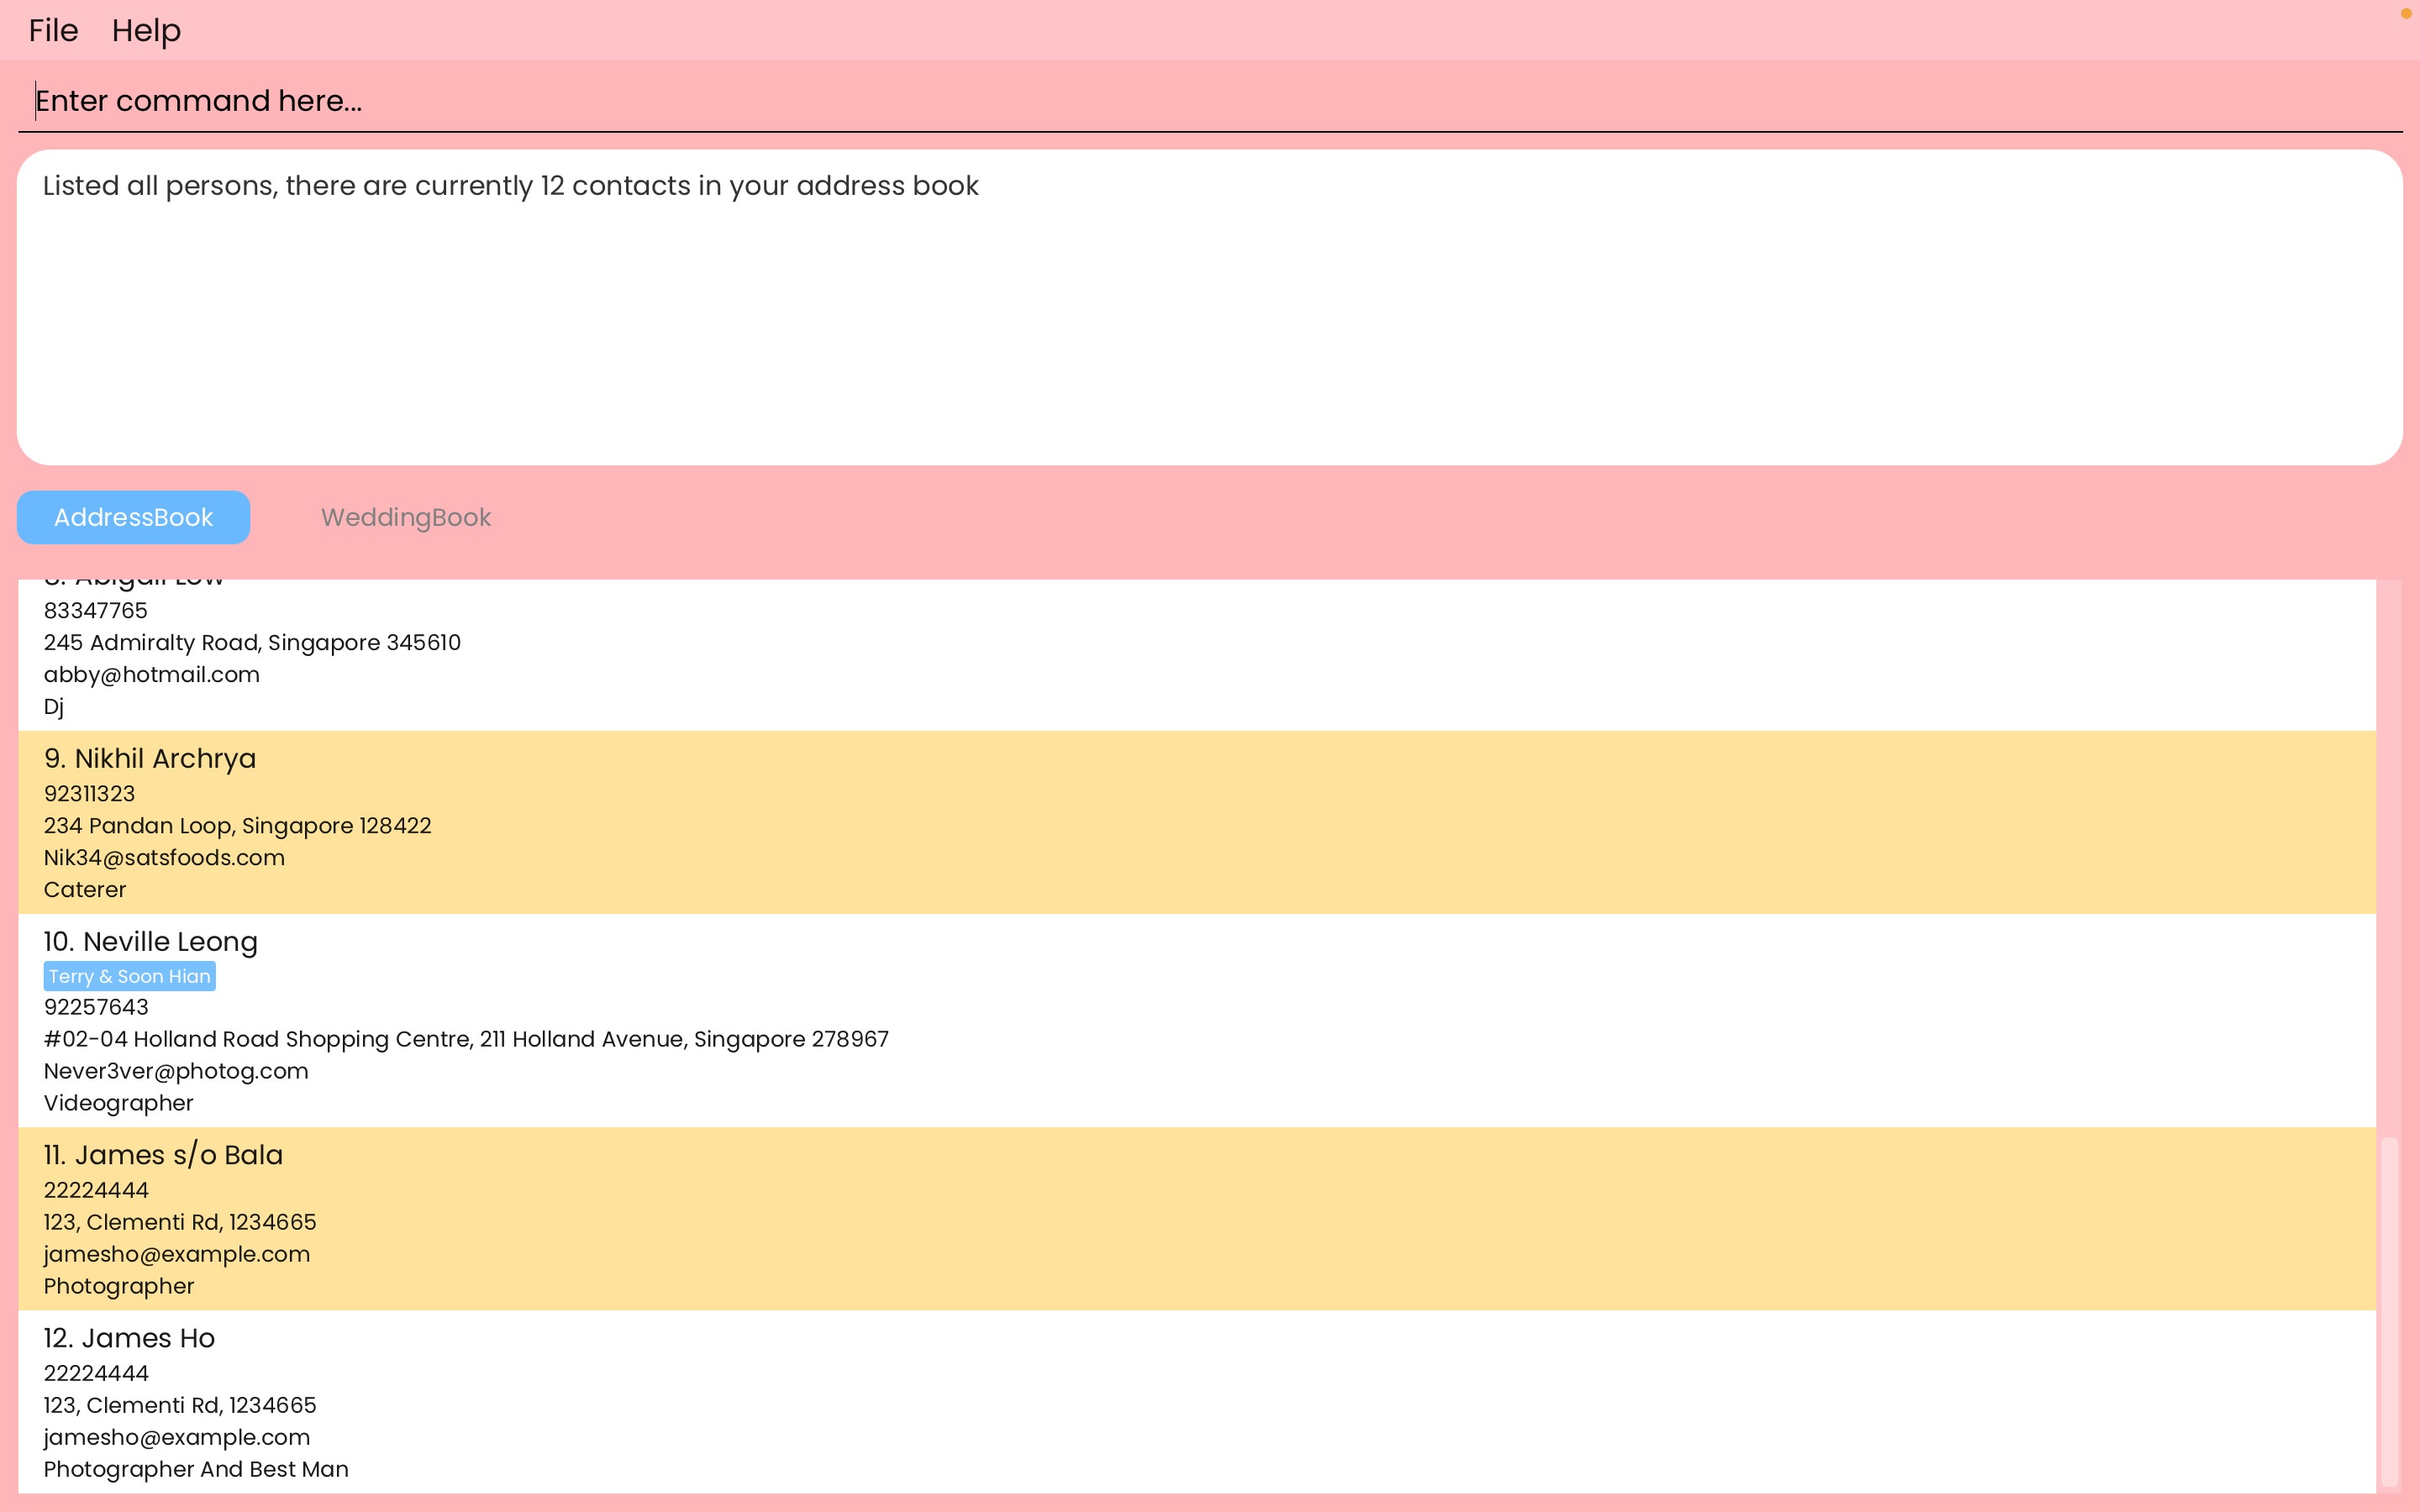 File Help
Enter command here...
Listed all persons, there are currently 12 contacts in your address book
AddressBook WeddingBook
8. Abigail Low
83347765
245 Admiralty Road, Singapore 345610
abby@hotmail.com
Dj
9. Nikhil Archrya
92311323
234 Pandan Loop, Singapore 128422
Nik34@satsfoods.com
Caterer
10. Neville Leong
Terry & Soon Hian
92257643
#02-04 Holland Road Shopping Centre, 211 Holland Avenue, Singapore 278967
Never3ver@photog.com
Videographer
11. James s/o Bala
22224444
123, Clementi Rd, 1234665
jamesho@example.com
Photographer
12. James Ho
22224444
123, Clementi Rd, 1234665
jamesho@example.com
Photographer And Best Man